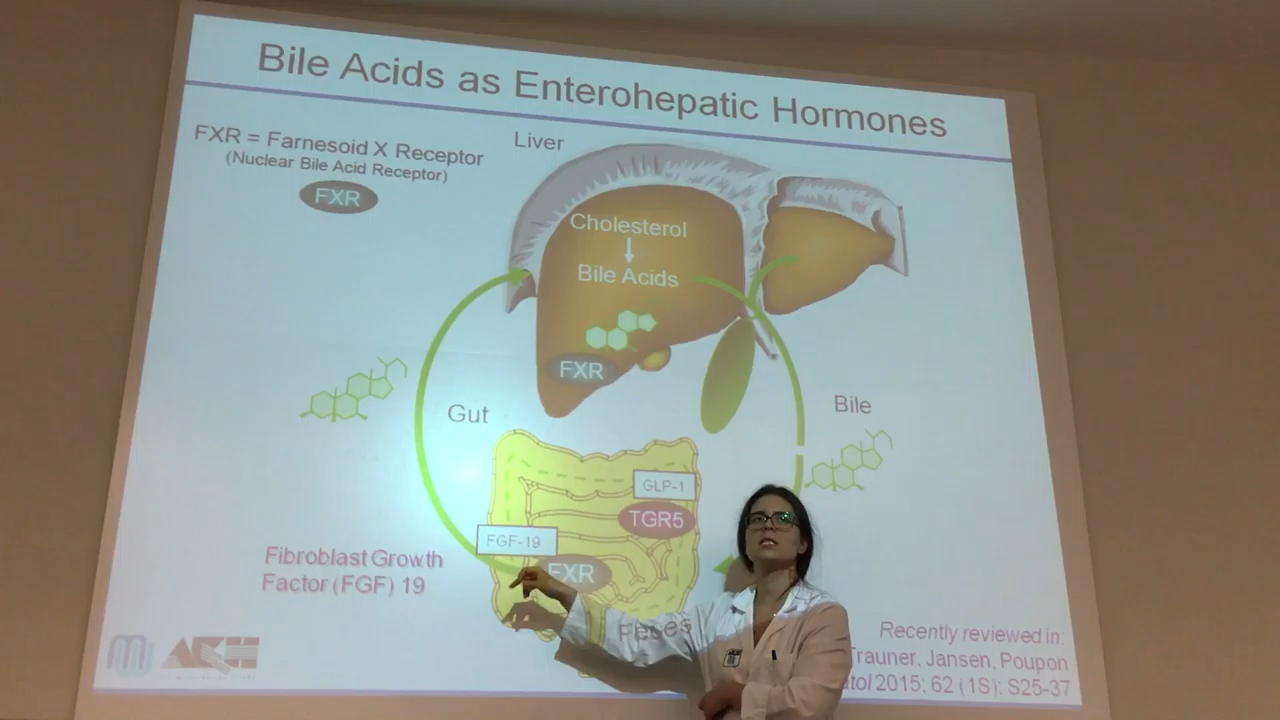 Bile Acids as Enterohepatic Hormones
FXR = Farnesoid X Receptor
(Nuclear Bile Acid Receptor)
FXR
Liver
Cholesterol
Bile Acids
FXR
Gut
Bile
GLP-1
TGR5
FGF-19
FXR
Fibroblast Growth
Factor (FGF) 19
Feces
Recently reviewed in:
Trauner, Jansen, Poupon
2015; 62 (1S): S25-37
AKH